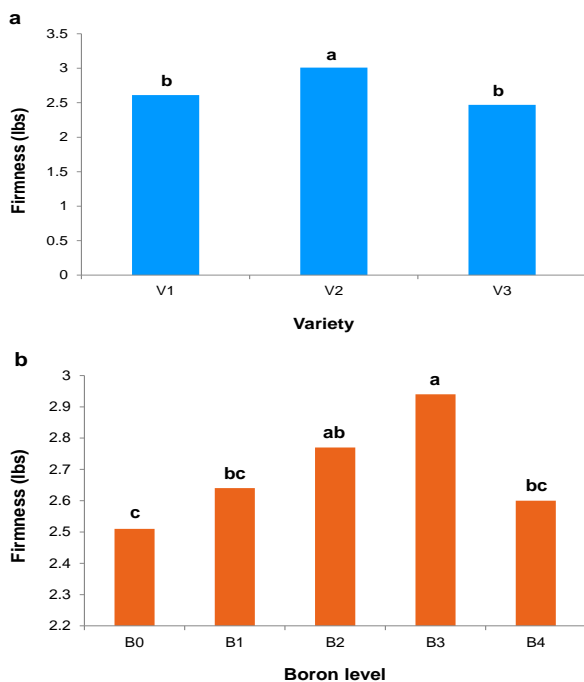 a
3.5
3
2.5
2
1.5
1
0.5
0
Firmness (lbs)
b
a
b
V1 V2 V3
Variety
b
3
2.9
2.8
2.7
2.6
2.5
2.4
2.3
2.2
Firmness (lbs)
c
bc
ab
a
bc
B0 B1 B2 B3 B4
Boron level